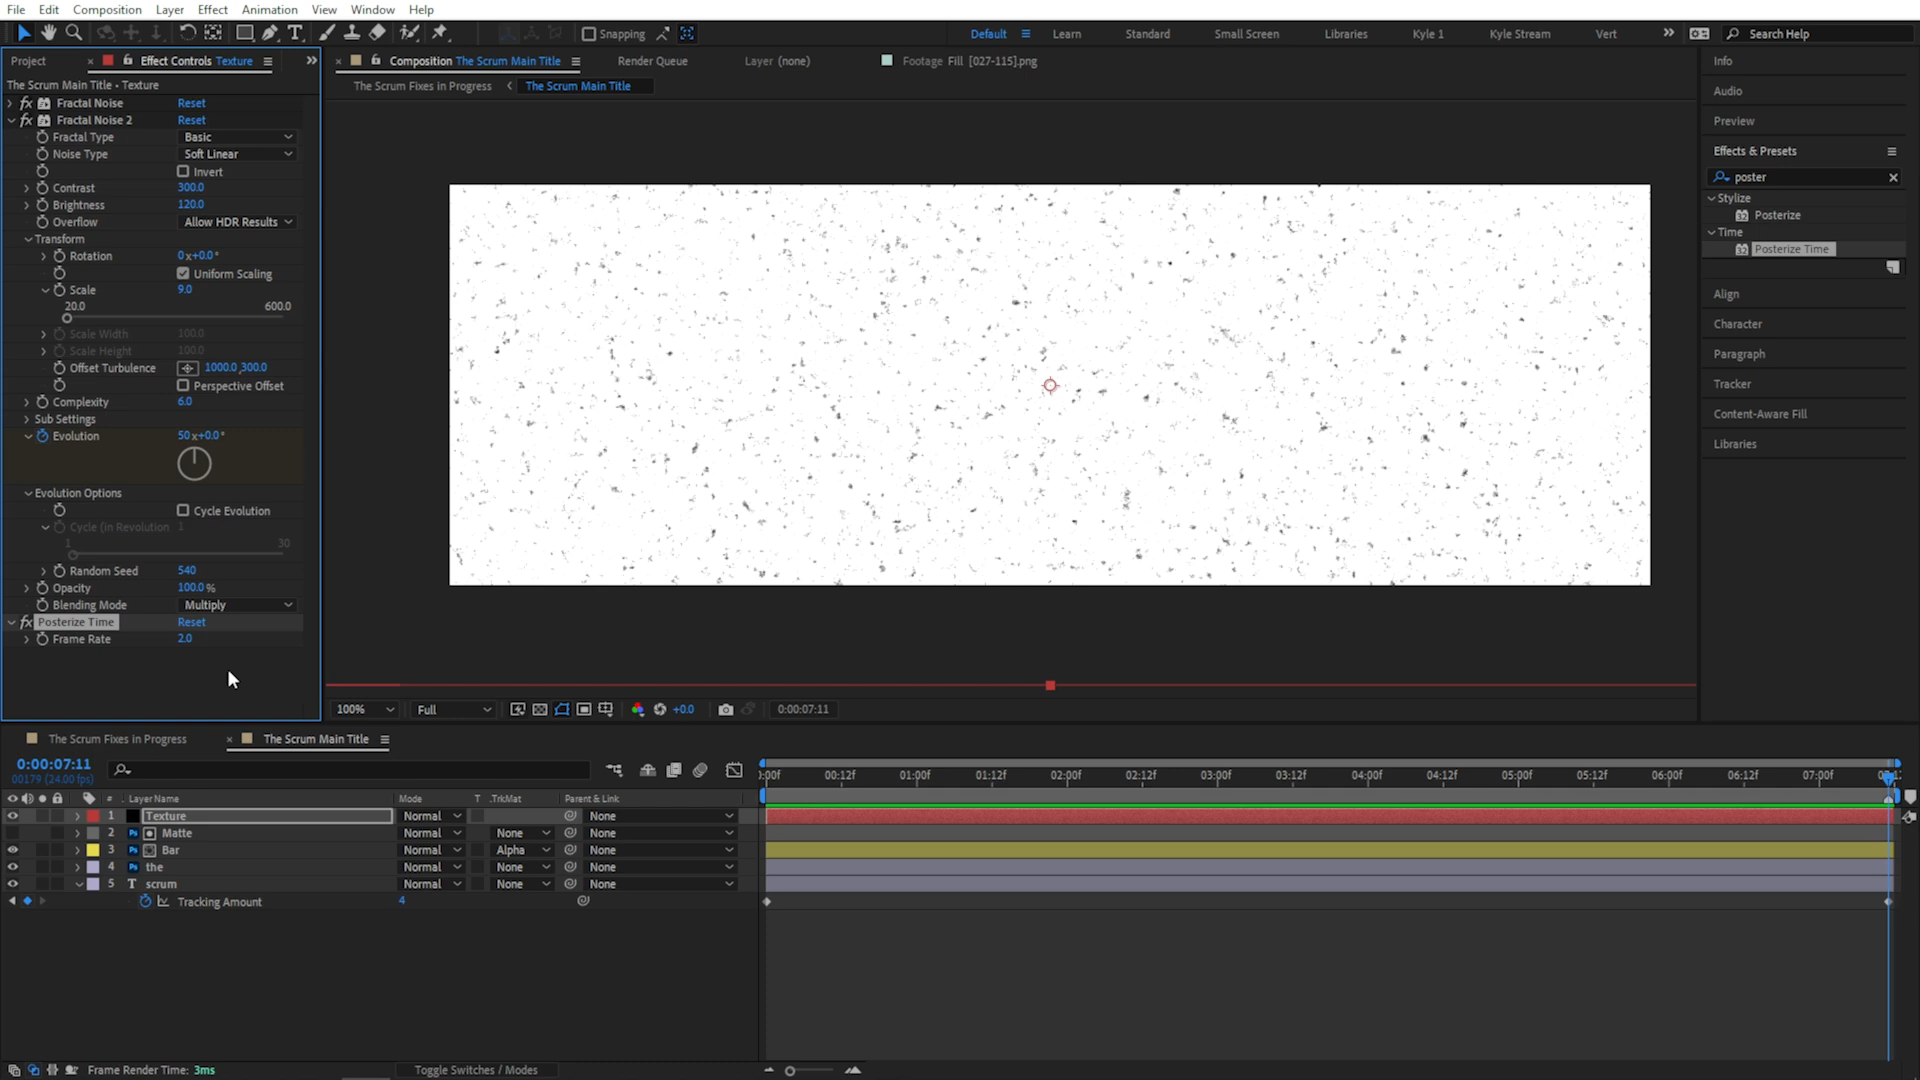 File Edit Composition Layer Effect Animation View Window Help
Snapping Default Learn Standard Small Screen Libraries Kyle 1 Kyle Stream Vert Search Help
Project Effect Controls Texture
Composition The Scrum Main Title Render Queue Layer (none) Footage Fill [027-115].png
Info
The Scrum Main Title • Texture
The Scrum Fixes in Progress The Scrum Main Title
Audio
Fractal Noise Reset
Fractal Noise 2 Reset
Preview
Fractal Type Basic
Noise Type Soft Linear
Effects & Presets
Invert
poster
Contrast 300.0
Stylize
Brightness 120.0
Posterize
Overflow Allow HDR Results
Time
Transform
Posterize Time
Rotation 0x+0.0°
Uniform Scaling
Scale 9.0
Align
20.0 600.0
Character
Scale Width 100.0
Scale Height 100.0
Paragraph
Offset Turbulence 1000.0,300.0
Perspective Offset
Tracker
Complexity 6.0
Content-Aware Fill
Sub Settings
Evolution 50x+0.0°
Libraries
Evolution Options
Cycle Evolution
Cycle (in Revolution 1
1 30
Random Seed 540
Opacity 100.0 %
Blending Mode Multiply
Posterize Time Reset
Frame Rate 2.0
100% Full +0.0 0:00:07:11
The Scrum Fixes in Progress The Scrum Main Title
0:00:07:11
00179 (24.00 fps)
:00f 00:12f 01:00f 01:12f 02:00f 02:12f 03:00f 03:12f 04:00f 04:12f 05:00f 05:12f 06:00f 06:12f 07:00f
# Layer Name Mode T .TrkMat Parent & Link
1 Texture Normal None
2 Ps Matte Normal None None
3 Ps Bar Normal Alpha None
4 Ps the Normal None None
5 T scrum Normal None None
Tracking Amount 4
Frame Render Time: 3ms Toggle Switches / Modes